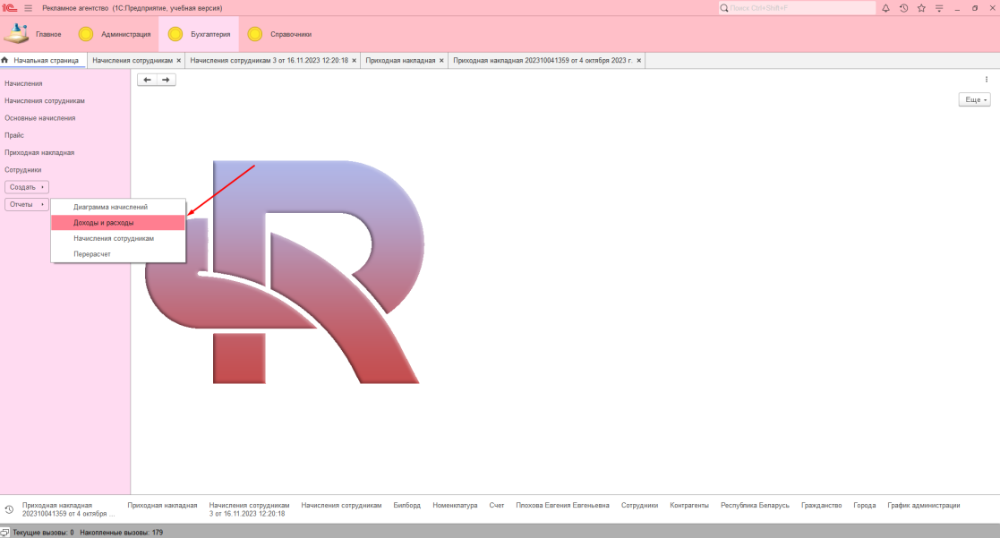 Рекламное агентство (1С:Предприятие, учебная версия)
Поиск Ctrl+Shift+F
Главное
Администрация
Бухгалтерия
Справочники
Начальная страница
Начисления сотрудникам ×
Начисления сотрудникам 3 от 16.11.2023 12:20:18 ×
Приходная накладная ×
Приходная накладная 202310041359 от 4 октября 2023 г. ×
Начисления
Начисления сотрудникам
Основные начисления
Прайс
Приходная накладная
Сотрудники
Создать
Отчеты
Диаграмма начислений
Доходы и расходы
Начисления сотрудникам
Перерасчет
Еще
Приходная накладная
202310041359 от 4 октября ...
Приходная накладная
Начисления сотрудникам
3 от 16.11.2023 12:20:18
Начисления сотрудникам
Билборд
Номенклатура
Счет
Плохова Евгения Евгеньевна
Сотрудники
Контрагенты
Республика Беларусь
Гражданство
Города
График администрации
Текущие вызовы: 0 Накопленные вызовы: 179